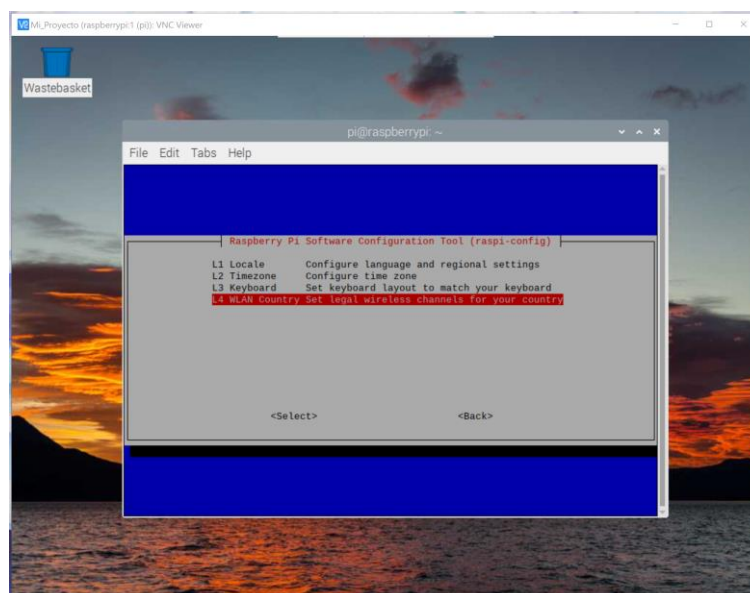 Mi_Proyecto (raspberrypi:1 (pi)): VNC Viewer
Wastebasket
pi@raspberrypi: ~
File Edit Tabs Help
Raspberry Pi Software Configuration Tool (raspi-config)
L1 Locale Configure language and regional settings
L2 Timezone Configure time zone
L3 Keyboard Set keyboard layout to match your keyboard
L4 WLAN Country Set legal wireless channels for your country
<Select> <Back>